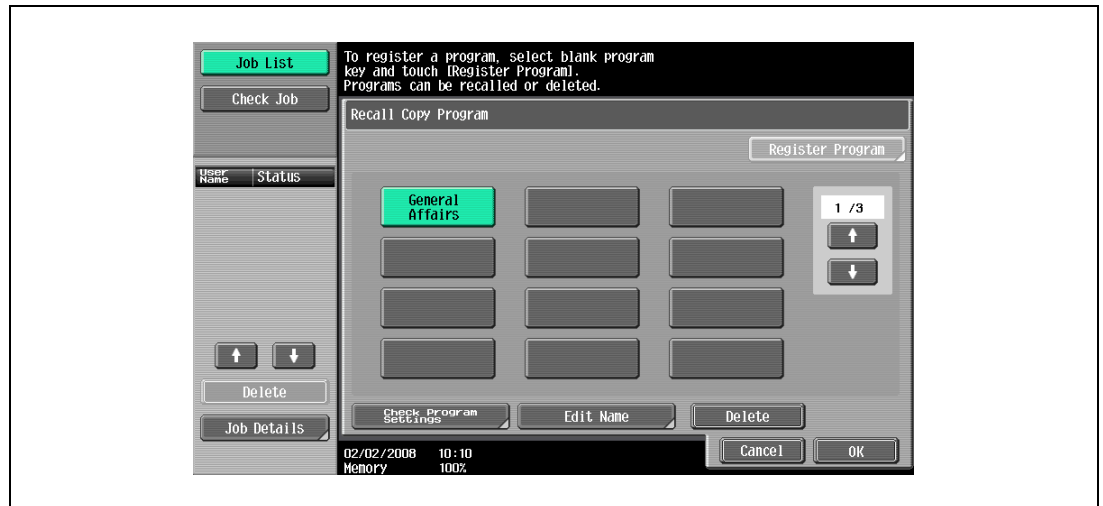 Job List
Check Job
User
Name
Status
Delete
Job Details
To register a program, select blank program
key and touch [Register Program].
Programs can be recalled or deleted.
Recall Copy Program
Register Program
General
Affairs
1 /3
Check Program
Settings
Edit Name
Delete
Cancel
OK
02/02/2008 10:10
Memory 100%